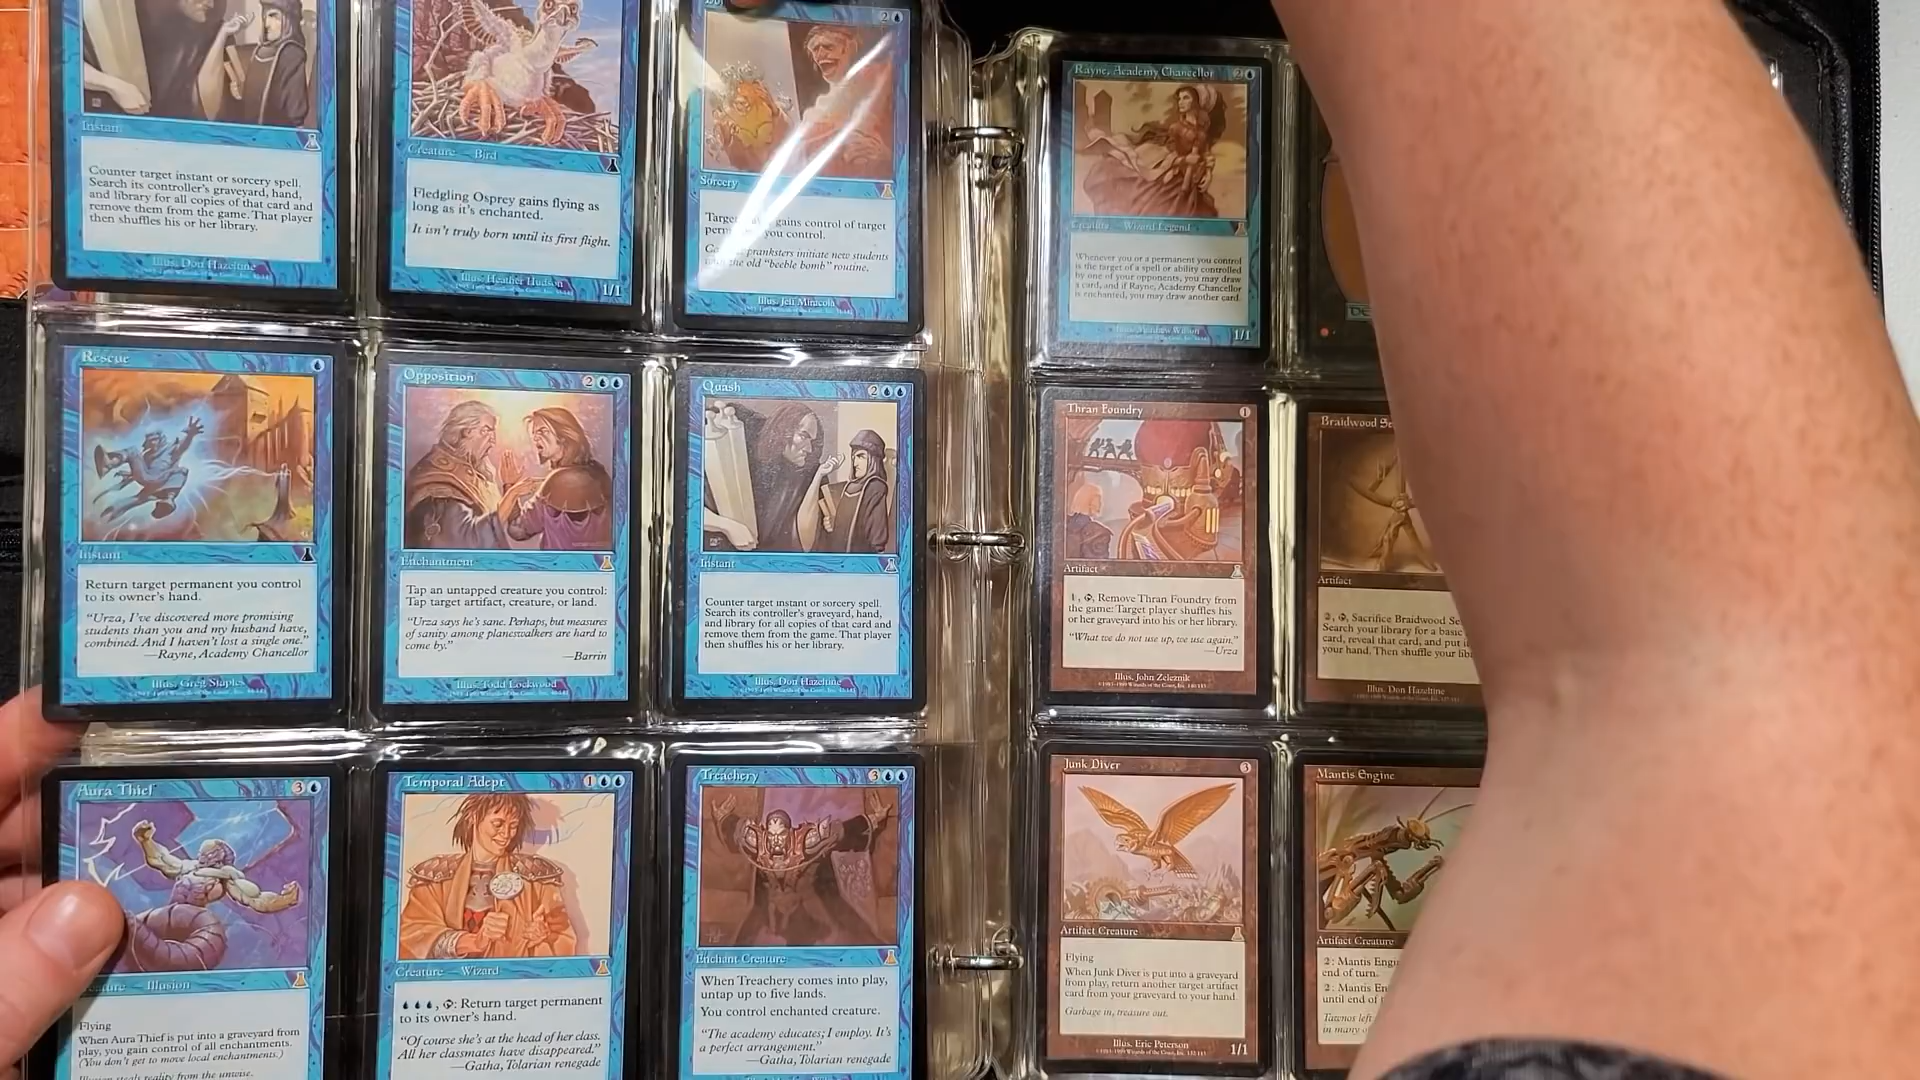 Instant
Counter target instant or sorcery spell.
Search its controller's graveyard, hand,
and library for all copies of that card and
remove them from the game. That player
then shuffles his or her library.
Illus. Don Hazeltine
Creature — Bird
Fledgling Osprey gains flying as
long as it's enchanted.
It isn't truly born until its first flight.
Illus. Heather Hudson
1/1
2
Sorcery
Target gains control of target
you control.
pranksters initiate new students
the old "beeble bomb" routine.
Illus. Jeff Miracola
Rayne, Academy Chancellor 2
Creature — Wizard Legend
Whenever you or a permanent you control
is the target of a spell or ability controlled
by one of your opponents, you may draw
a card, and if Rayne, Academy Chancellor
is enchanted, you may draw another card.
Illus. Matthew Wilson
1/1
Rescue
Instant
Return target permanent you control
to its owner's hand.
"Urza, I've discovered more promising
students than you and my husband have,
combined. And I haven't lost a single one."
—Rayne, Academy Chancellor
Illus. Greg Staples
Opposition 2
Enchantment
Tap an untapped creature you control:
Tap target artifact, creature, or land.
"Urza says he's sane. Perhaps, but measures
of sanity among planeswalkers are hard to
come by."
—Barrin
Illus. Todd Lockwood
Quash 2
Instant
Counter target instant or sorcery spell.
Search its controller's graveyard, hand,
and library for all copies of that card and
remove them from the game. That player
then shuffles his or her library.
Illus. Don Hazeltine
Thran Foundry 1
Artifact
1, , Remove Thran Foundry from
the game: Target player shuffles his
or her graveyard into his or her library.
"What we do not use up, we use again."
—Urza
Illus. John Zeleznik
Braidwood Se
Artifact
2, , Sacrifice Braidwood Se
Search your library for a basic
card, reveal that card, and put i
your hand. Then shuffle your lib
Illus. Don Hazeltine
Aura Thief 3
Creature — Illusion
Flying
When Aura Thief is put into a graveyard from
play, you gain control of all enchantments.
(You don't get to move local enchantments.)
Illusion steals reality from the unwise.
Temporal Adept 1
Creature — Wizard
, : Return target permanent
to its owner's hand.
"Of course she's at the head of her class.
All her classmates have disappeared."
—Gatha, Tolarian renegade
Treachery 3
Enchant Creature
When Treachery comes into play,
untap up to five lands.
You control enchanted creature.
"The academy educates; I employ. It's
a perfect arrangement."
—Gatha, Tolarian renegade
Junk Diver 3
Artifact Creature
Flying
When Junk Diver is put into a graveyard
from play, return another target artifact
card from your graveyard to your hand.
Garbage in, treasure out.
Illus. Eric Peterson
1/1
Mantis Engine
Artifact Creature
2: Mantis Engi
end of turn.
2: Mantis En
until end of
Tawnos left
in many o